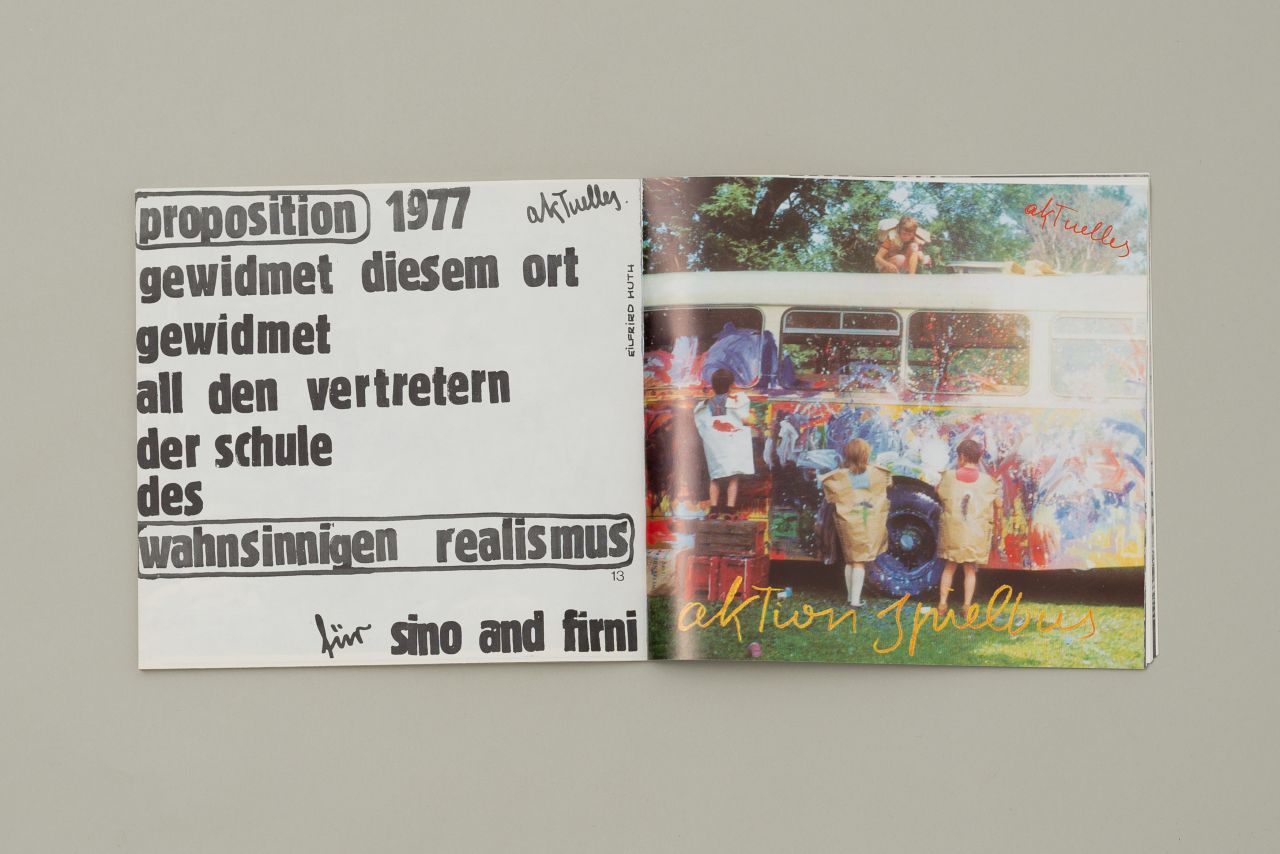 proposition 1977
aktuelles.
gewidmet diesem ort
gewidmet
all den vertretern
der schule
des
wahnsinnigen realismus
13
für sino and firni
EILFRIED HUTH
aktuelles
aktion spielbus